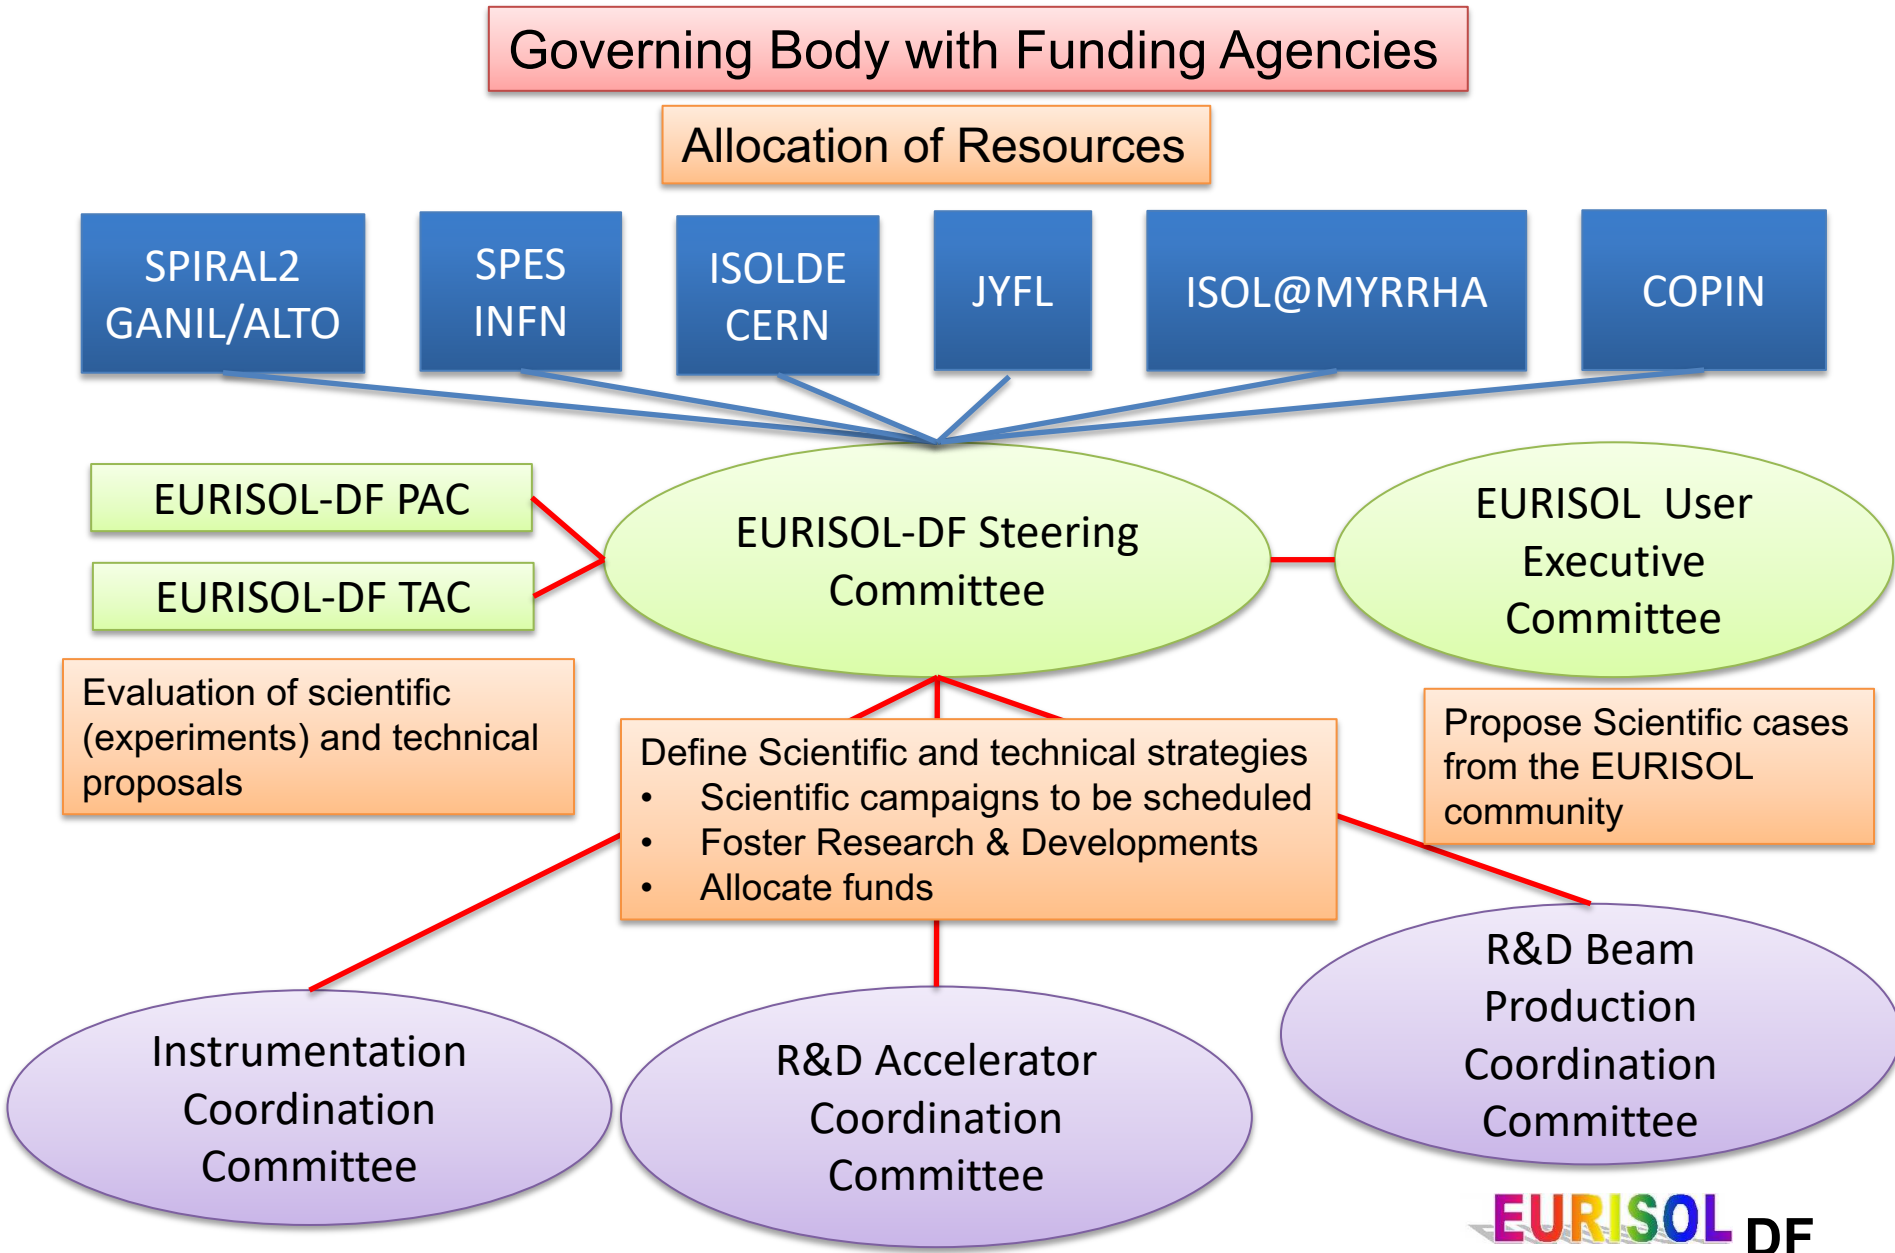 Governing Body with Funding Agencies
Allocation of Resources
SPIRAL2
GANIL/ALTO
SPES
INFN
ISOLDE
CERN
JYFL
ISOL@MYRRHA
COPIN
EURISOL-DF PAC
EURISOL-DF TAC
EURISOL-DF Steering
Committee
EURISOL User
Executive
Committee
Evaluation of scientific
(experiments) and technical
proposals
Define Scientific and technical strategies
• Scientific campaigns to be scheduled
• Foster Research & Developments
• Allocate funds
Propose Scientific cases
from the EURISOL
community
Instrumentation
Coordination
Committee
R&D Accelerator
Coordination
Committee
R&D Beam
Production
Coordination
Committee
EURISOL DF